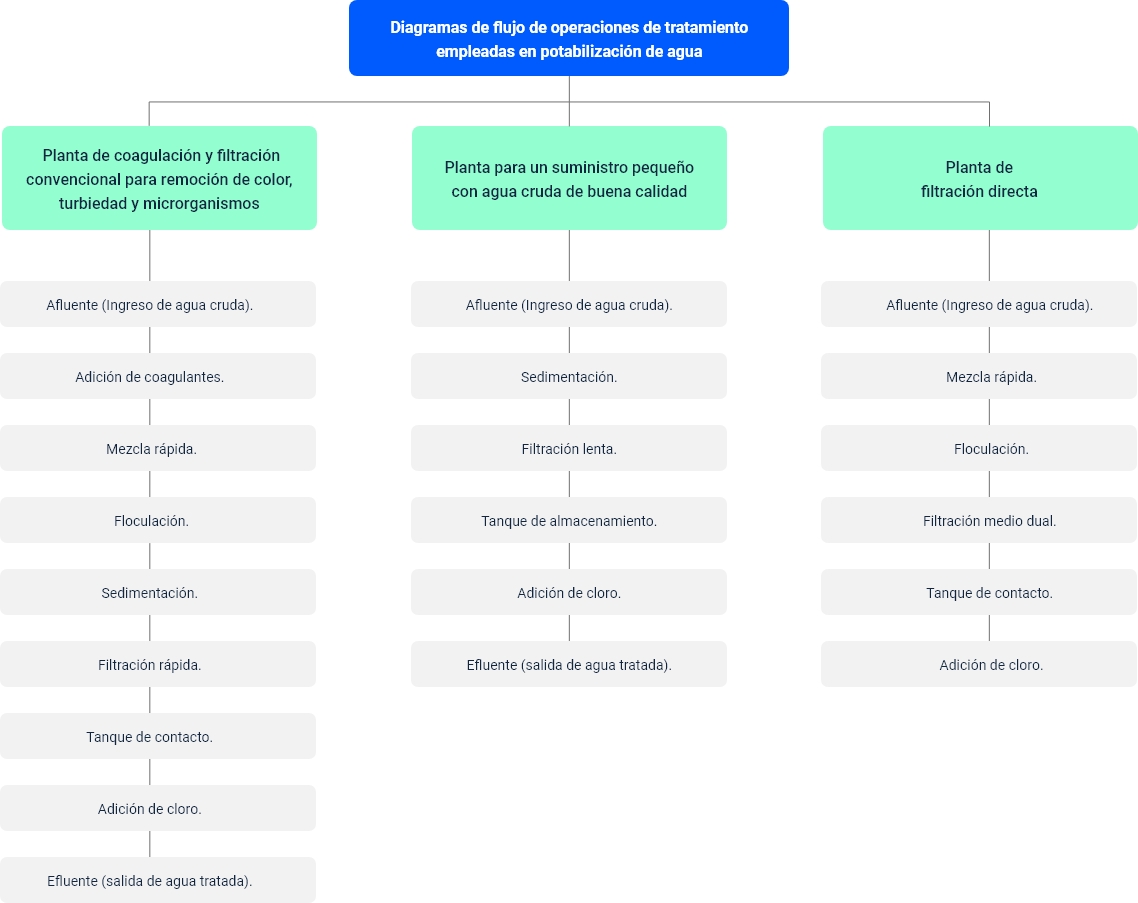 Diagramas de flujo de operaciones de tratamiento
empleadas en potabilización de agua
Planta de coagulación y filtración
convencional para remoción de color,
turbiedad y microrganismos
Afluente (Ingreso de agua cruda).
Adición de coagulantes.
Mezcla rápida.
Floculación.
Sedimentación.
Filtración rápida.
Tanque de contacto.
Adición de cloro.
Efluente (salida de agua tratada).
Planta para un suministro pequeño
con agua cruda de buena calidad
Afluente (Ingreso de agua cruda).
Sedimentación.
Filtración lenta.
Tanque de almacenamiento.
Adición de cloro.
Efluente (salida de agua tratada).
Planta de
filtración directa
Afluente (Ingreso de agua cruda).
Mezcla rápida.
Floculación.
Filtración medio dual.
Tanque de contacto.
Adición de cloro.